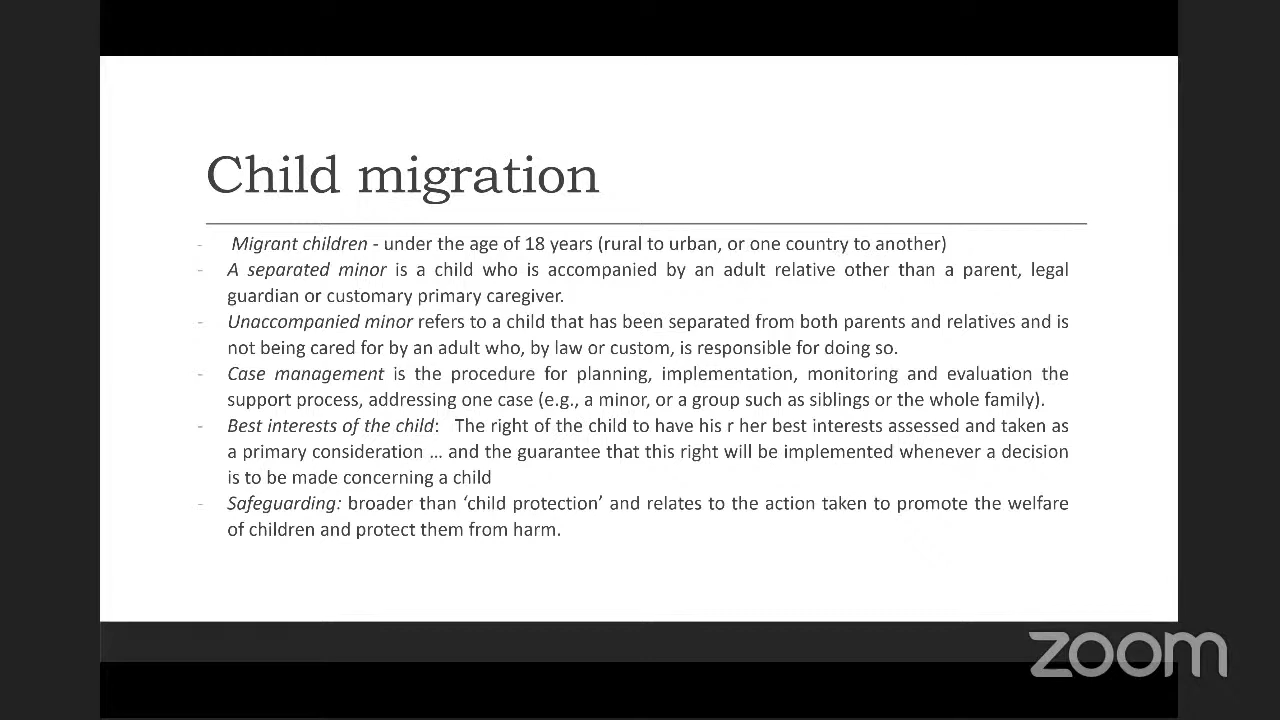 Child migration
- Migrant children - under the age of 18 years (rural to urban, or one country to another)
- A separated minor is a child who is accompanied by an adult relative other than a parent, legal
guardian or customary primary caregiver.
- Unaccompanied minor refers to a child that has been separated from both parents and relatives and is
not being cared for by an adult who, by law or custom, is responsible for doing so.
- Case management is the procedure for planning, implementation, monitoring and evaluation the
support process, addressing one case (e.g., a minor, or a group such as siblings or the whole family).
- Best interests of the child: The right of the child to have his r her best interests assessed and taken as
a primary consideration … and the guarantee that this right will be implemented whenever a decision
is to be made concerning a child
- Safeguarding: broader than ‘child protection’ and relates to the action taken to promote the welfare
of children and protect them from harm.
zoom